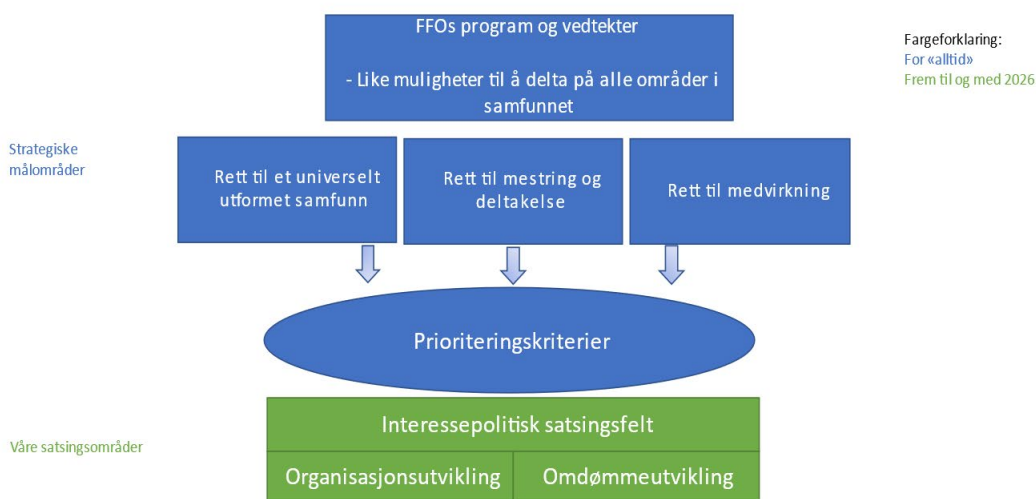 FFOs program og vedtekter
- Like muligheter til å delta på alle områder i
samfunnet
Fargeforklaring:
For «alltid»
Frem til og med 2026
Strategiske
målområder
Rett til et universelt
utformet samfunn
Rett til mestring og
deltakelse
Rett til medvirkning
Prioriteringskriterier
Våre satsingsområder
Interessepolitisk satsingsfelt
Organisasjonsutvikling
Omdømmeutvikling